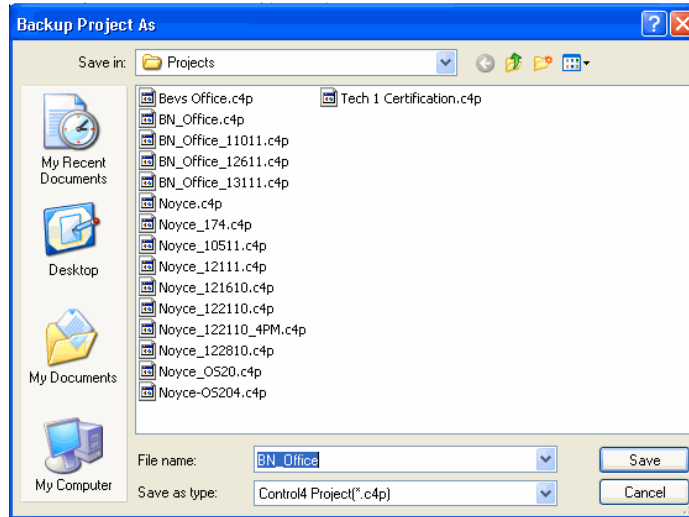 Backup Project As
Save in: Projects
Bevs Office.c4p
BN_Office.c4p
BN_Office_11011.c4p
BN_Office_12611.c4p
BN_Office_13111.c4p
Noyce.c4p
Noyce_174.c4p
Noyce_10511.c4p
Noyce_12111.c4p
Noyce_121610.c4p
Noyce_122110.c4p
Noyce_122110_4PM.c4p
Noyce_122810.c4p
Noyce_OS20.c4p
Noyce-OS204.c4p
Tech 1 Certification.c4p
My Recent
Documents
Desktop
My Documents
My Computer
File name: BN_Office
Save
Save as type: Control4 Project(*.c4p)
Cancel